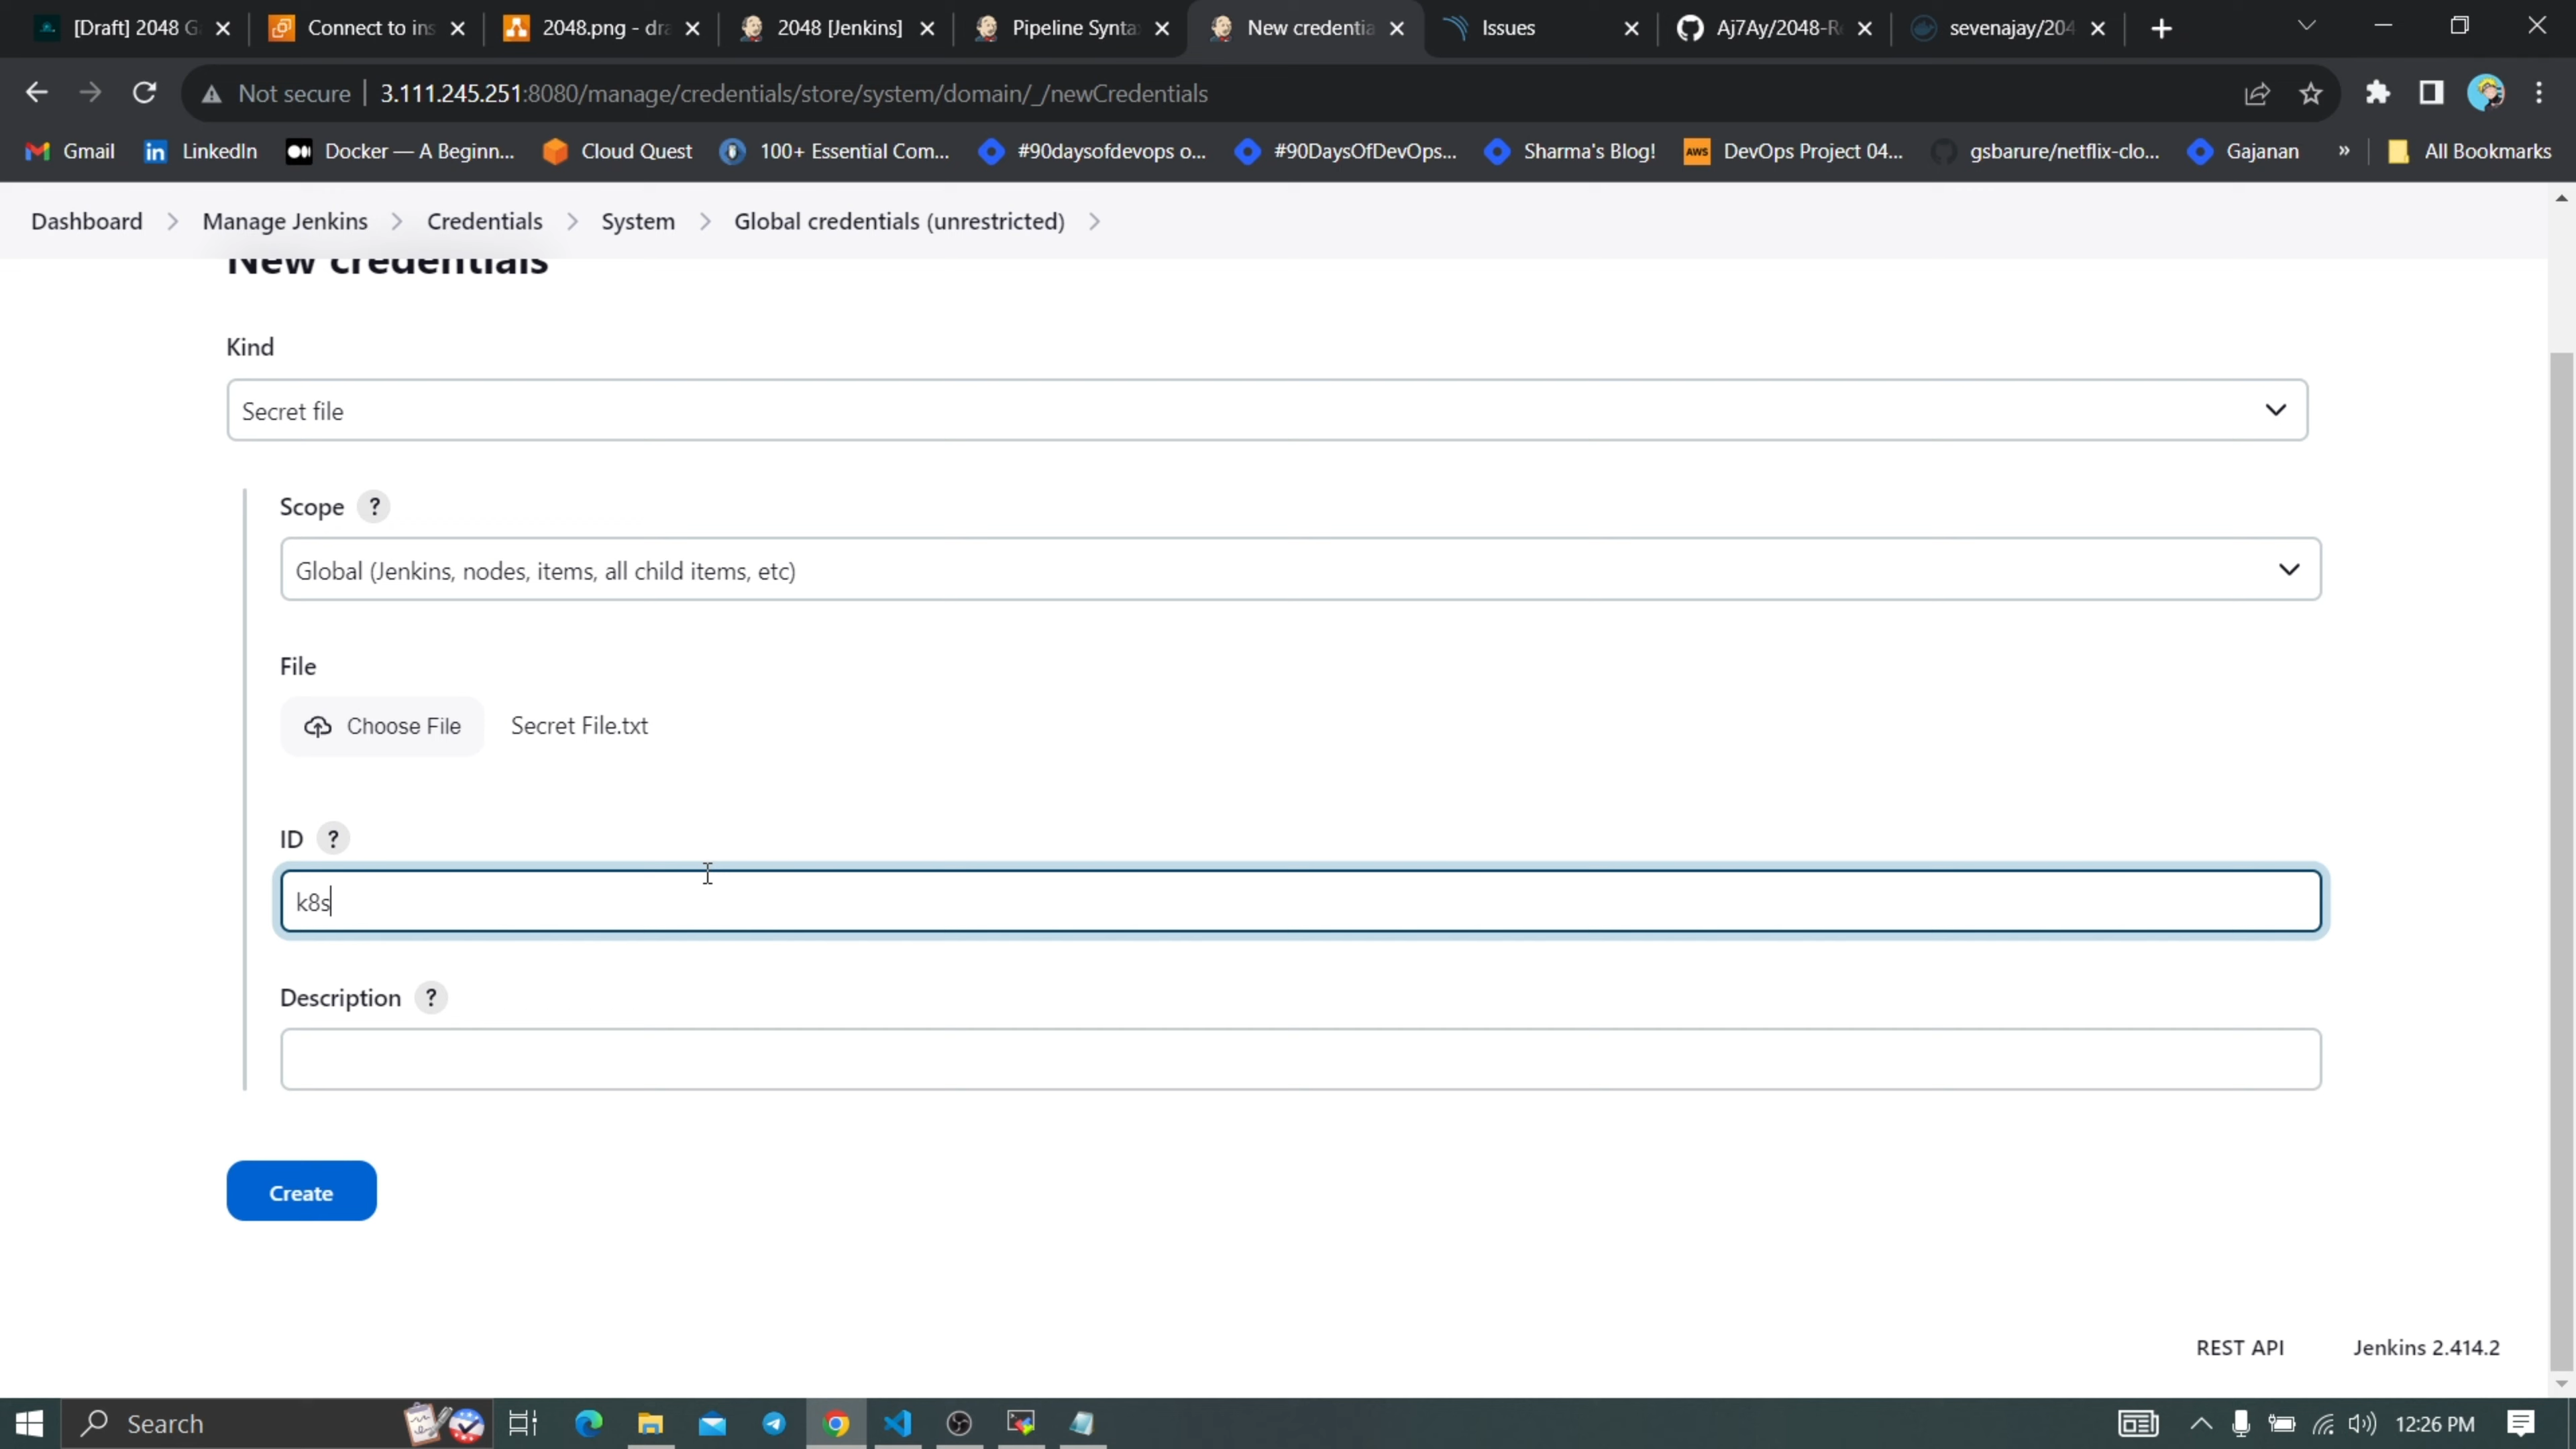 [Draft] 2048 G
Connect to ins
2048.png - dra
2048 [Jenkins]
Pipeline Synta
New credentia
Issues
Aj7Ay/2048-Re
sevenajay/204
Not secure
3.111.245.251:8080/manage/credentials/store/system/domain/_/newCredentials
Gmail
LinkedIn
Docker — A Beginn...
Cloud Quest
100+ Essential Com...
#90daysofdevops o...
#90DaysOfDevOps...
Sharma's Blog!
aws
DevOps Project 04...
gsbarure/netflix-clo...
Gajanan
»
All Bookmarks
Dashboard
Manage Jenkins
Credentials
System
Global credentials (unrestricted)
New credentials
Kind
Secret file
Scope ?
Global (Jenkins, nodes, items, all child items, etc)
File
Choose File
Secret File.txt
ID ?
k8s
Description ?
Create
REST API
Jenkins 2.414.2
Search
12:26 PM